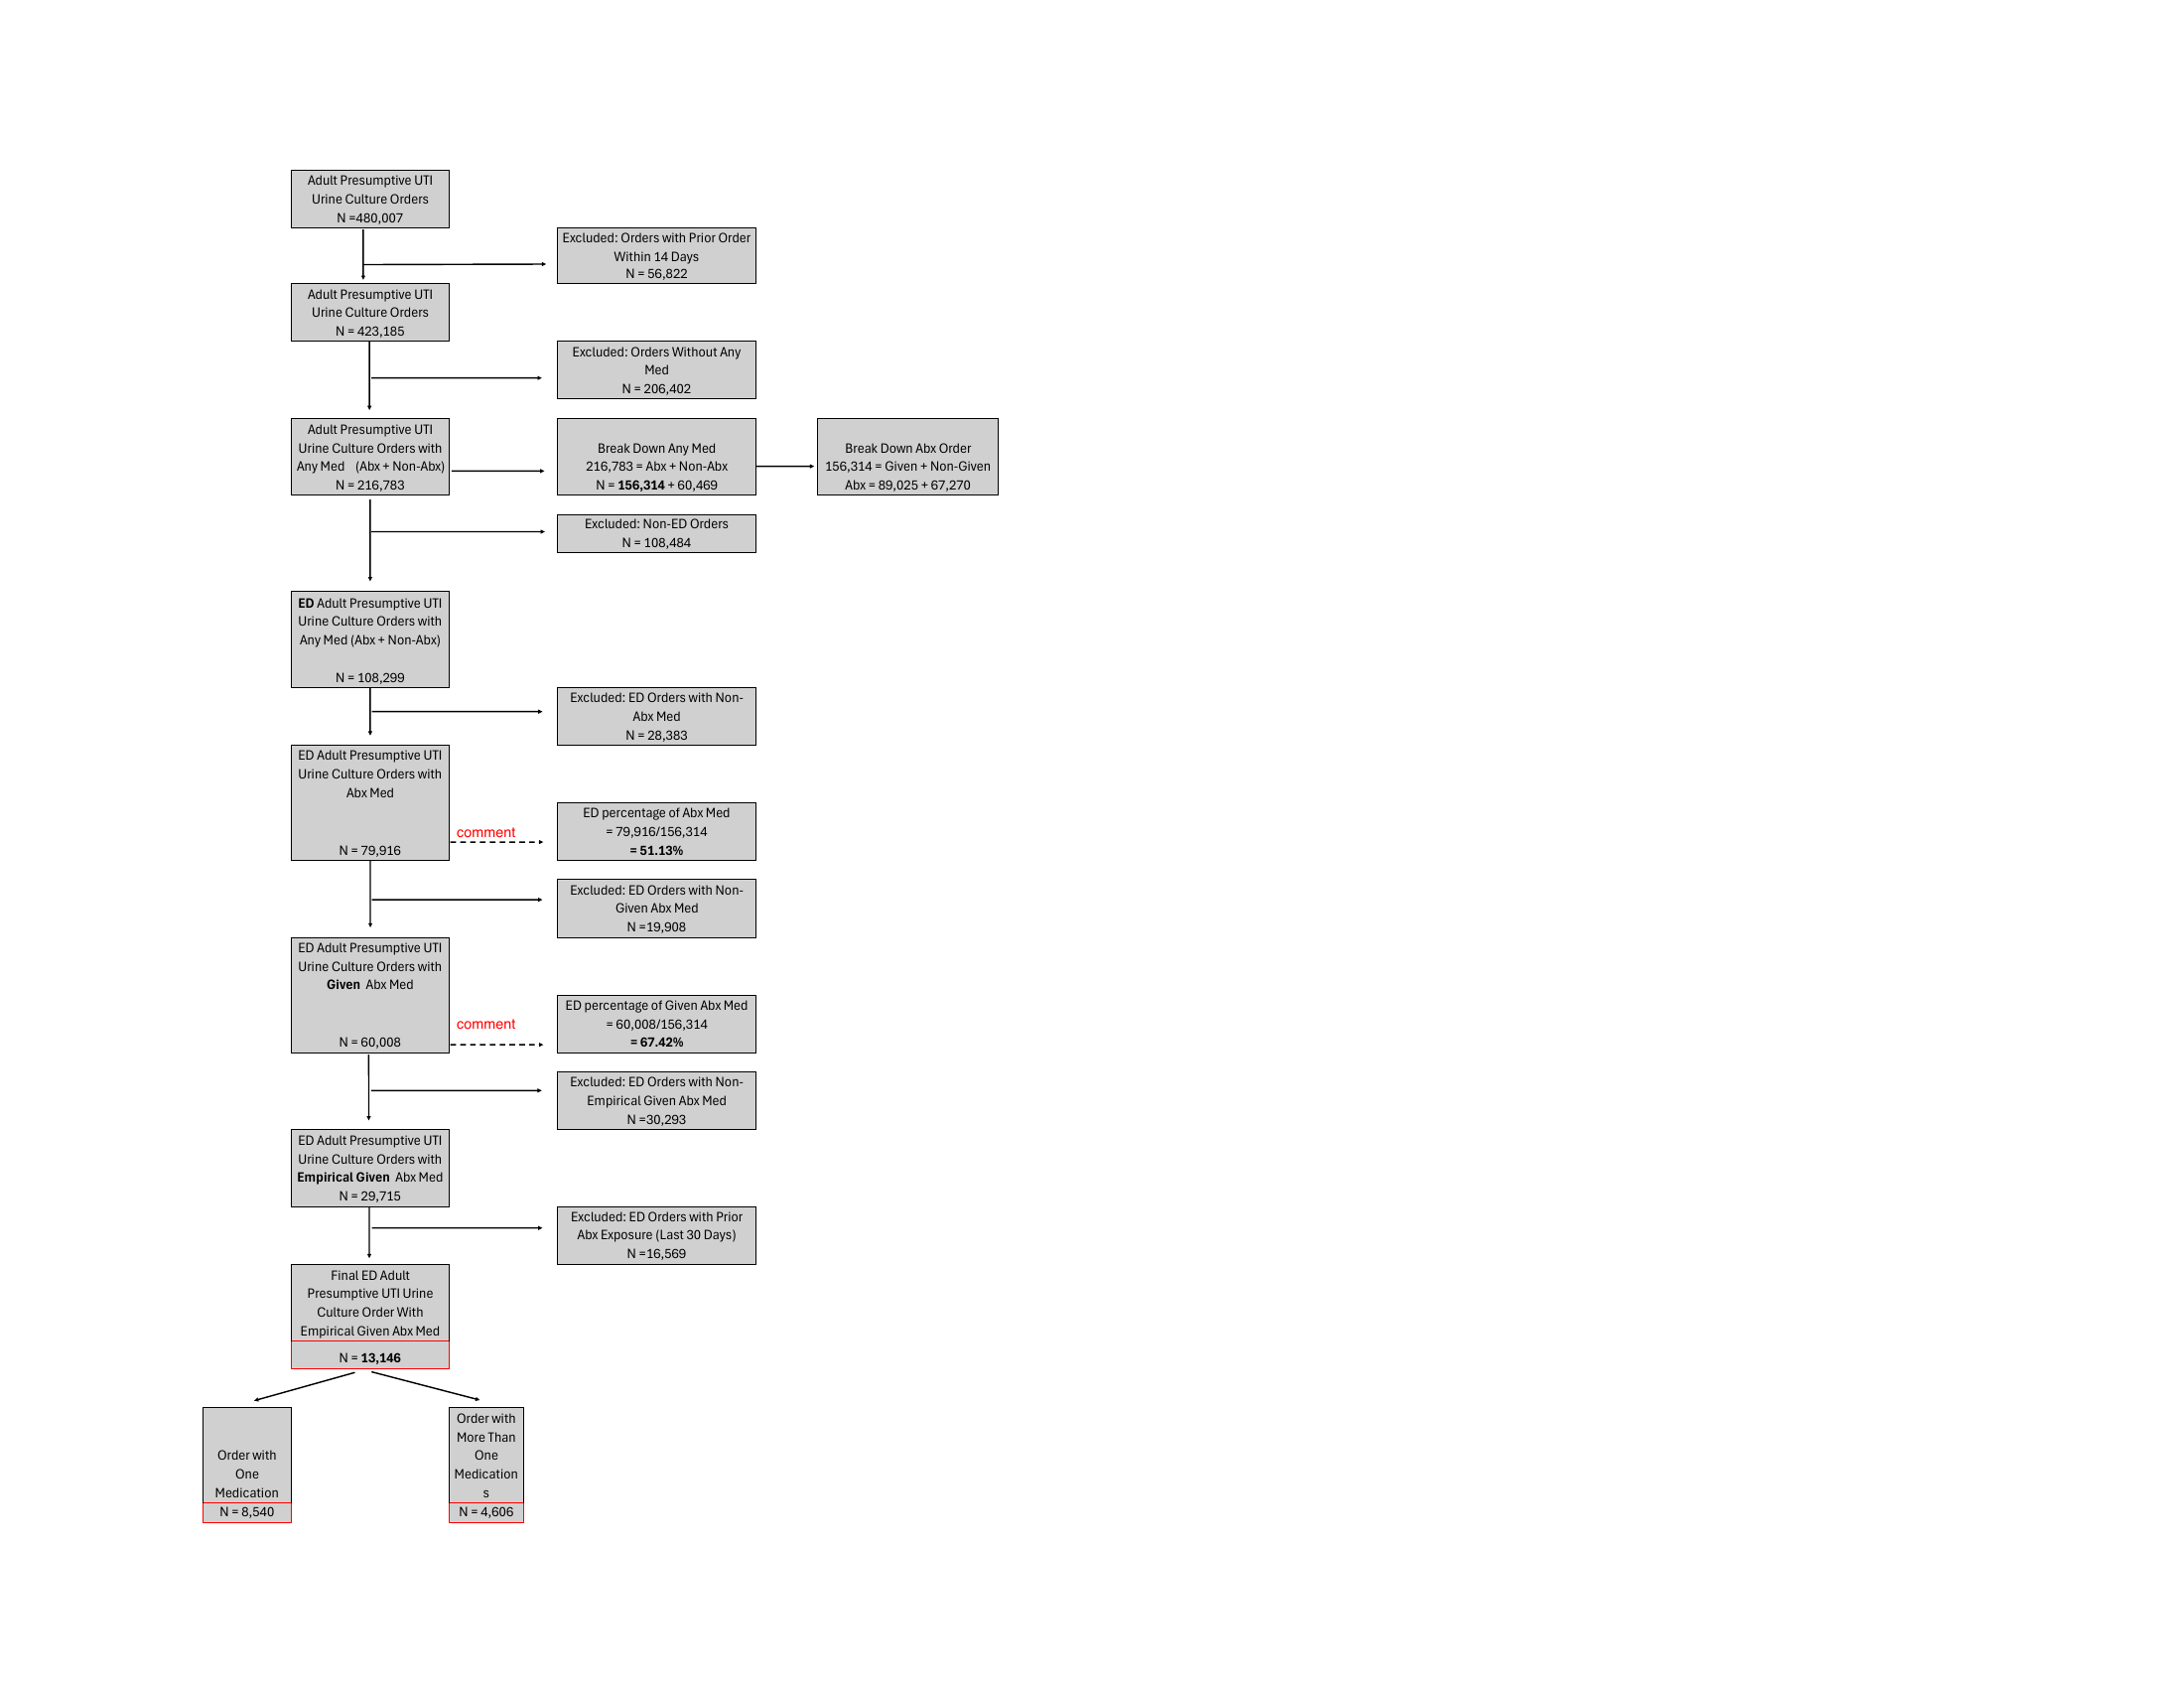 Adult Presumptive UTI
Urine Culture Orders
N =480,007
Excluded: Orders with Prior Order
Within 14 Days
N = 56,822
Adult Presumptive UTI
Urine Culture Orders
N = 423,185
Excluded: Orders Without Any
Med
N = 206,402
Adult Presumptive UTI
Urine Culture Orders with
Any Med (Abx + Non-Abx)
N = 216,783
Break Down Any Med
216,783 = Abx + Non-Abx
N = 156,314 + 60,469
Break Down Abx Order
156,314 = Given + Non-Given
Abx = 89,025 + 67,270
Excluded: Non-ED Orders
N = 108,484
ED Adult Presumptive UTI
Urine Culture Orders with
Any Med (Abx + Non-Abx)
N = 108,299
Excluded: ED Orders with Non-
Abx Med
N = 28,383
ED Adult Presumptive UTI
Urine Culture Orders with
Abx Med
N = 79,916
comment
ED percentage of Abx Med
= 79,916/156,314
= 51.13%
Excluded: ED Orders with Non-
Given Abx Med
N =19,908
ED Adult Presumptive UTI
Urine Culture Orders with
Given Abx Med
N = 60,008
comment
ED percentage of Given Abx Med
= 60,008/156,314
= 67.42%
Excluded: ED Orders with Non-
Empirical Given Abx Med
N =30,293
ED Adult Presumptive UTI
Urine Culture Orders with
Empirical Given Abx Med
N = 29,715
Excluded: ED Orders with Prior
Abx Exposure (Last 30 Days)
N =16,569
Final ED Adult
Presumptive UTI Urine
Culture Order With
Empirical Given Abx Med
N = 13,146
Order with
One
Medication
N = 8,540
Order with
More Than
One
Medication
s
N = 4,606